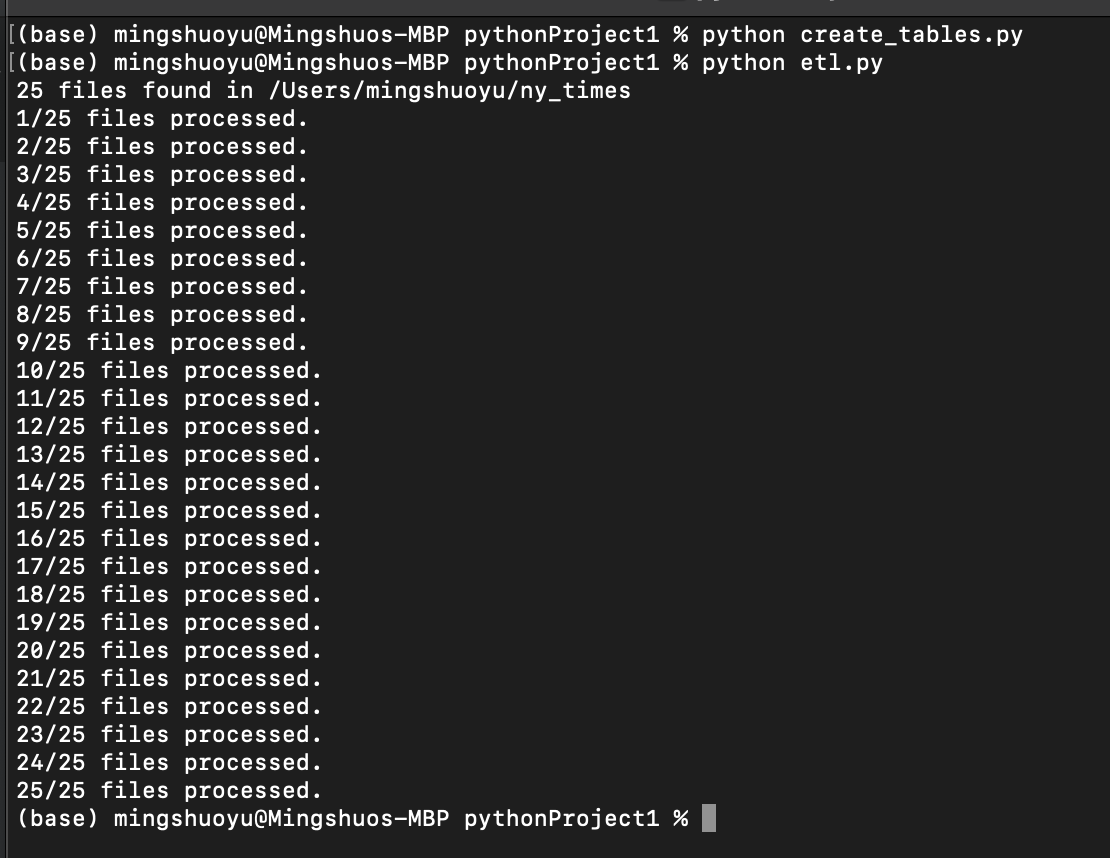 [(base) mingshuoyu@Mingshuos-MBP pythonProject1 % python create_tables.py
[(base) mingshuoyu@Mingshuos-MBP pythonProject1 % python etl.py
25 files found in /Users/mingshuoyu/ny_times
1/25 files processed.
2/25 files processed.
3/25 files processed.
4/25 files processed.
5/25 files processed.
6/25 files processed.
7/25 files processed.
8/25 files processed.
9/25 files processed.
10/25 files processed.
11/25 files processed.
12/25 files processed.
13/25 files processed.
14/25 files processed.
15/25 files processed.
16/25 files processed.
17/25 files processed.
18/25 files processed.
19/25 files processed.
20/25 files processed.
21/25 files processed.
22/25 files processed.
23/25 files processed.
24/25 files processed.
25/25 files processed.
(base) mingshuoyu@Mingshuos-MBP pythonProject1 %